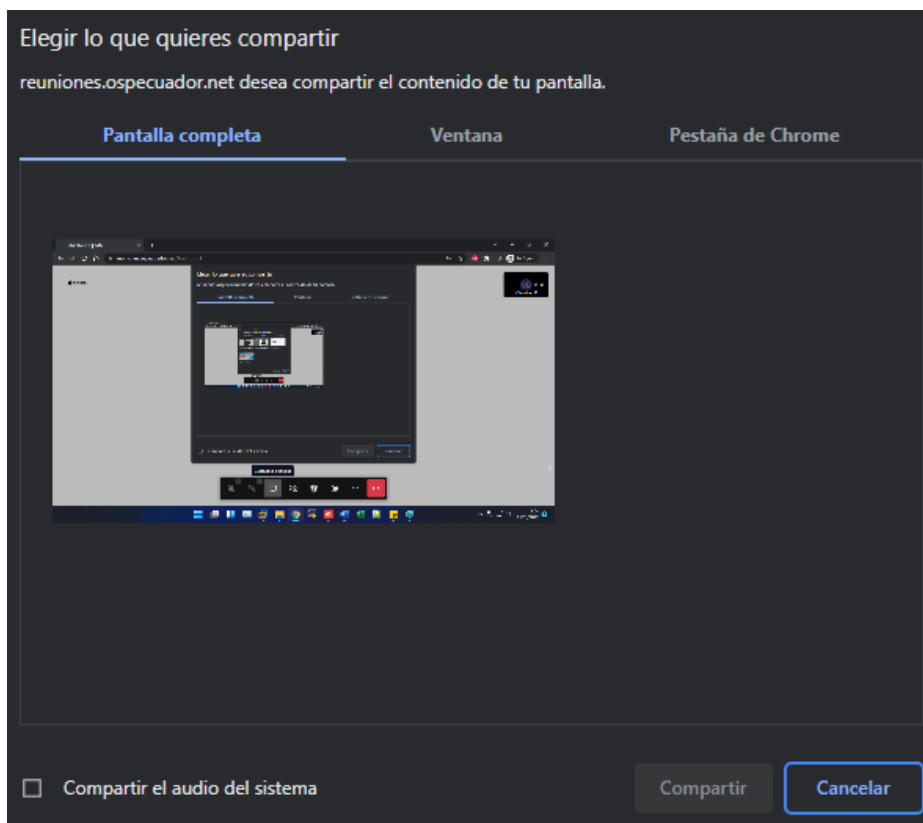 Elegir lo que quieres compartir
reuniones.ospecuador.net desea compartir el contenido de tu pantalla.
Pantalla completa
Ventana
Pestaña de Chrome
Compartir el audio del sistema
Compartir
Cancelar